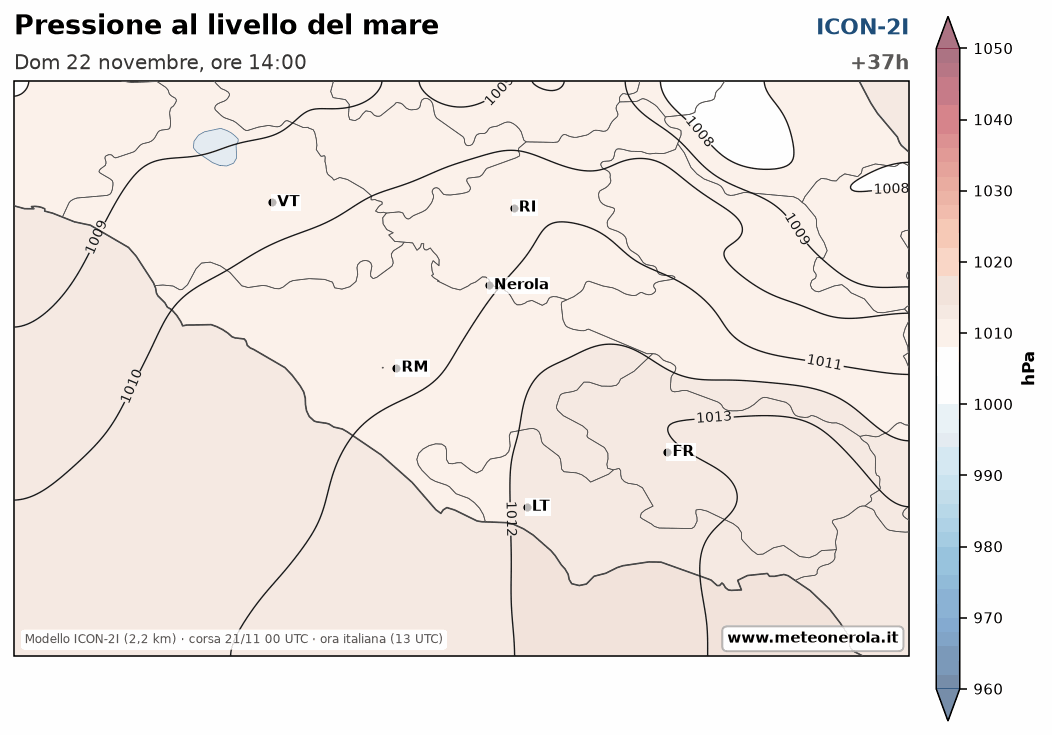 Pressione al livello del mare
ICON-2I
Dom 22 novembre, ore 14:00
+37h
1009
1008
1008
1009
1009
1010
1011
1012
1013
VT
RI
Nerola
RM
FR
LT
Modello ICON-2I (2,2 km) · corsa 21/11 00 UTC · ora italiana (13 UTC)
www.meteonerola.it
1050
1040
1030
1020
1010
1000
990
980
970
960
hPa